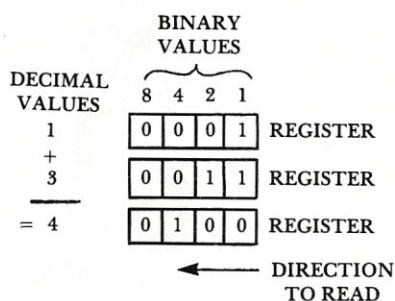 BINARY
VALUES
DECIMAL
VALUES
8 4 2 1
1 0 0 0 1 REGISTER
+
3 0 0 1 1 REGISTER
= 4 0 1 0 0 REGISTER
DIRECTION
TO READ